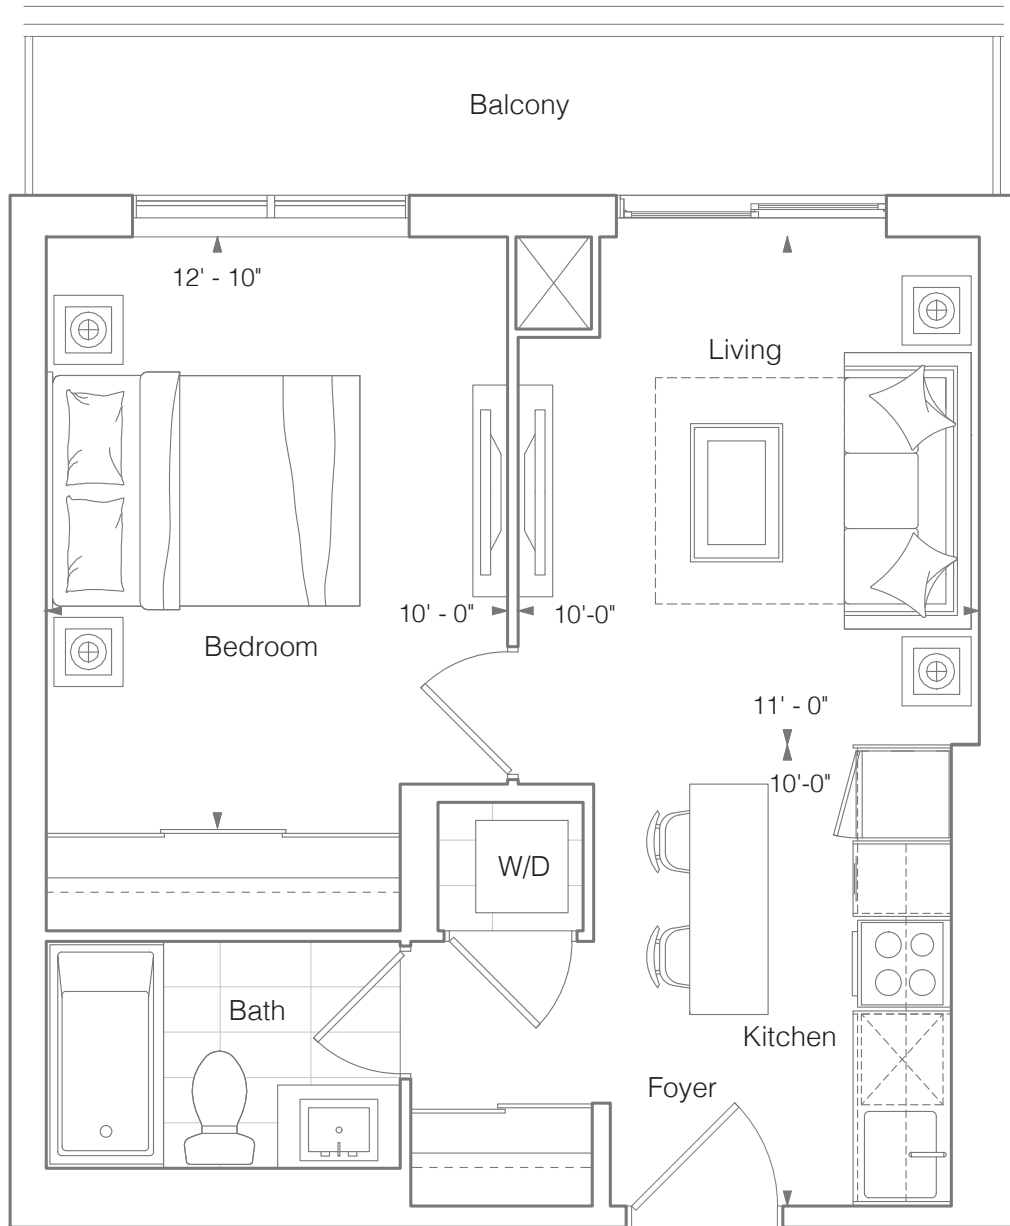 Balcony
12' - 10"
Living
10' - 0"
10'-0"
Bedroom
11' - 0"
10'-0"
W/D
Bath
Kitchen
Foyer